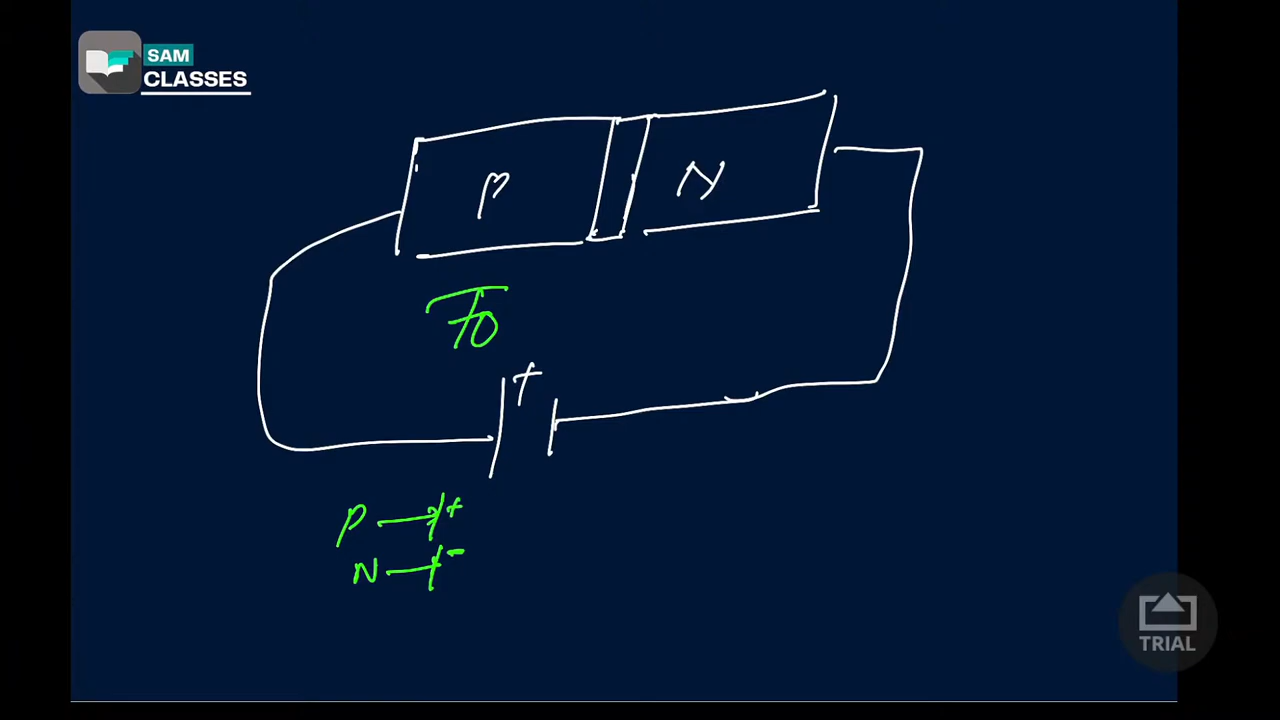 SAM
CLASSES
P N
Fo
+
P → +
N → -
TRIAL